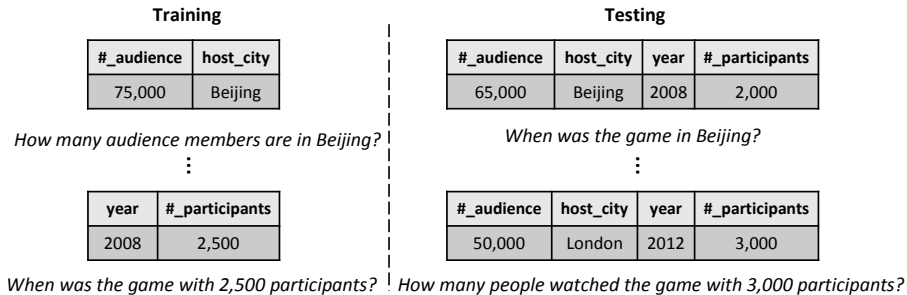 Training
#_audience host_city
75,000 Beijing
How many audience members are in Beijing?
year #_participants
2008 2,500
When was the game with 2,500 participants?
Testing
#_audience host_city year #_participants
65,000 Beijing 2008 2,000
When was the game in Beijing?
#_audience host_city year #_participants
50,000 London 2012 3,000
How many people watched the game with 3,000 participants?